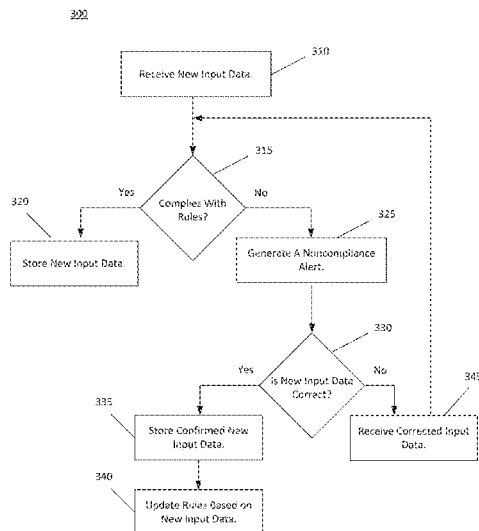 300
310
Receive New Input Data.
315
Yes
Complies With
Rules?
No
320
325
Store New Input Data.
Generate A Noncompliance
Alert.
330
Yes
Is New Input Data
Correct?
No
345
335
Store Confirmed New
Input Data.
Receive Corrected Input
Data.
340
Update Rules Based on
New Input Data.